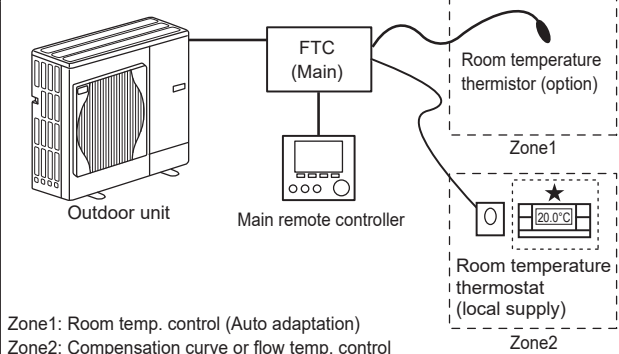 FTC
(Main)
Room temperature
thermistor (option)
Zone1
Outdoor unit
Main remote controller
20.0°C
Room temperature
thermostat
(local supply)
Zone2
Zone1: Room temp. control (Auto adaptation)
Zone2: Compensation curve or flow temp. control